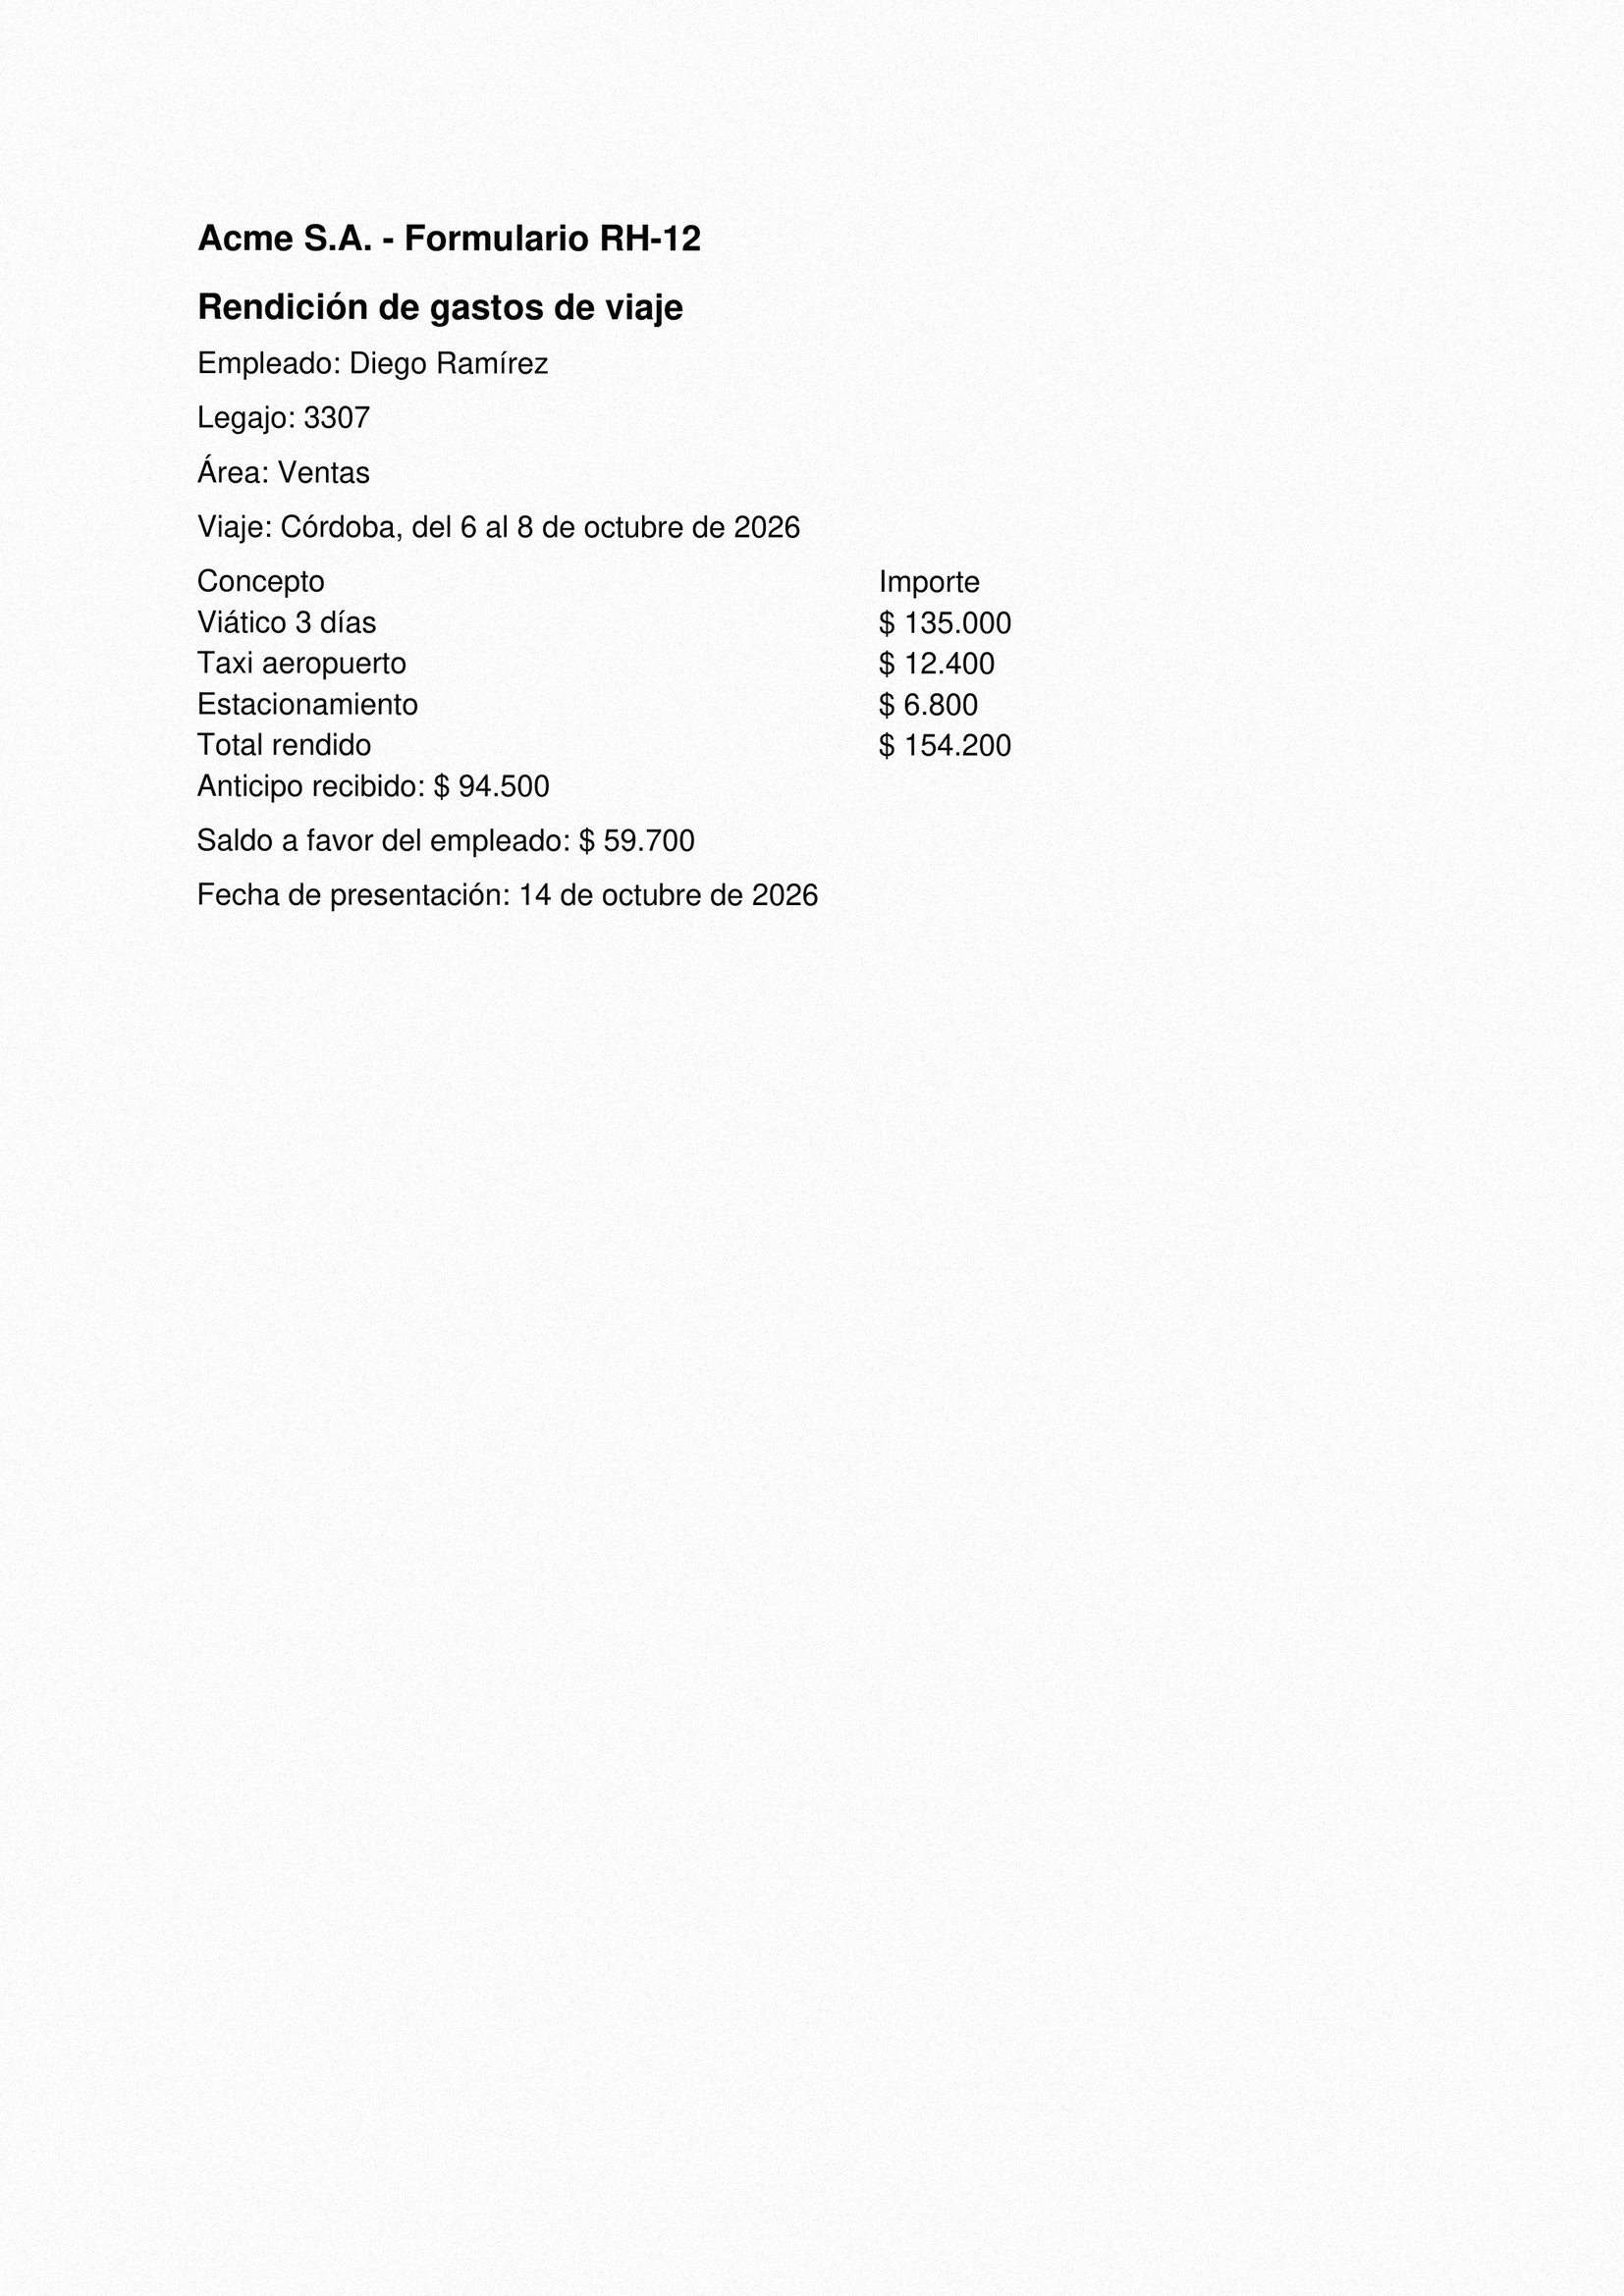 Acme S.A. - Formulario RH-12
Rendición de gastos de viaje
Empleado: Diego Ramírez
Legajo: 3307
Área: Ventas
Viaje: Córdoba, del 6 al 8 de octubre de 2026
Concepto Importe
Viático 3 días $ 135.000
Taxi aeropuerto $ 12.400
Estacionamiento $ 6.800
Total rendido $ 154.200
Anticipo recibido: $ 94.500
Saldo a favor del empleado: $ 59.700
Fecha de presentación: 14 de octubre de 2026